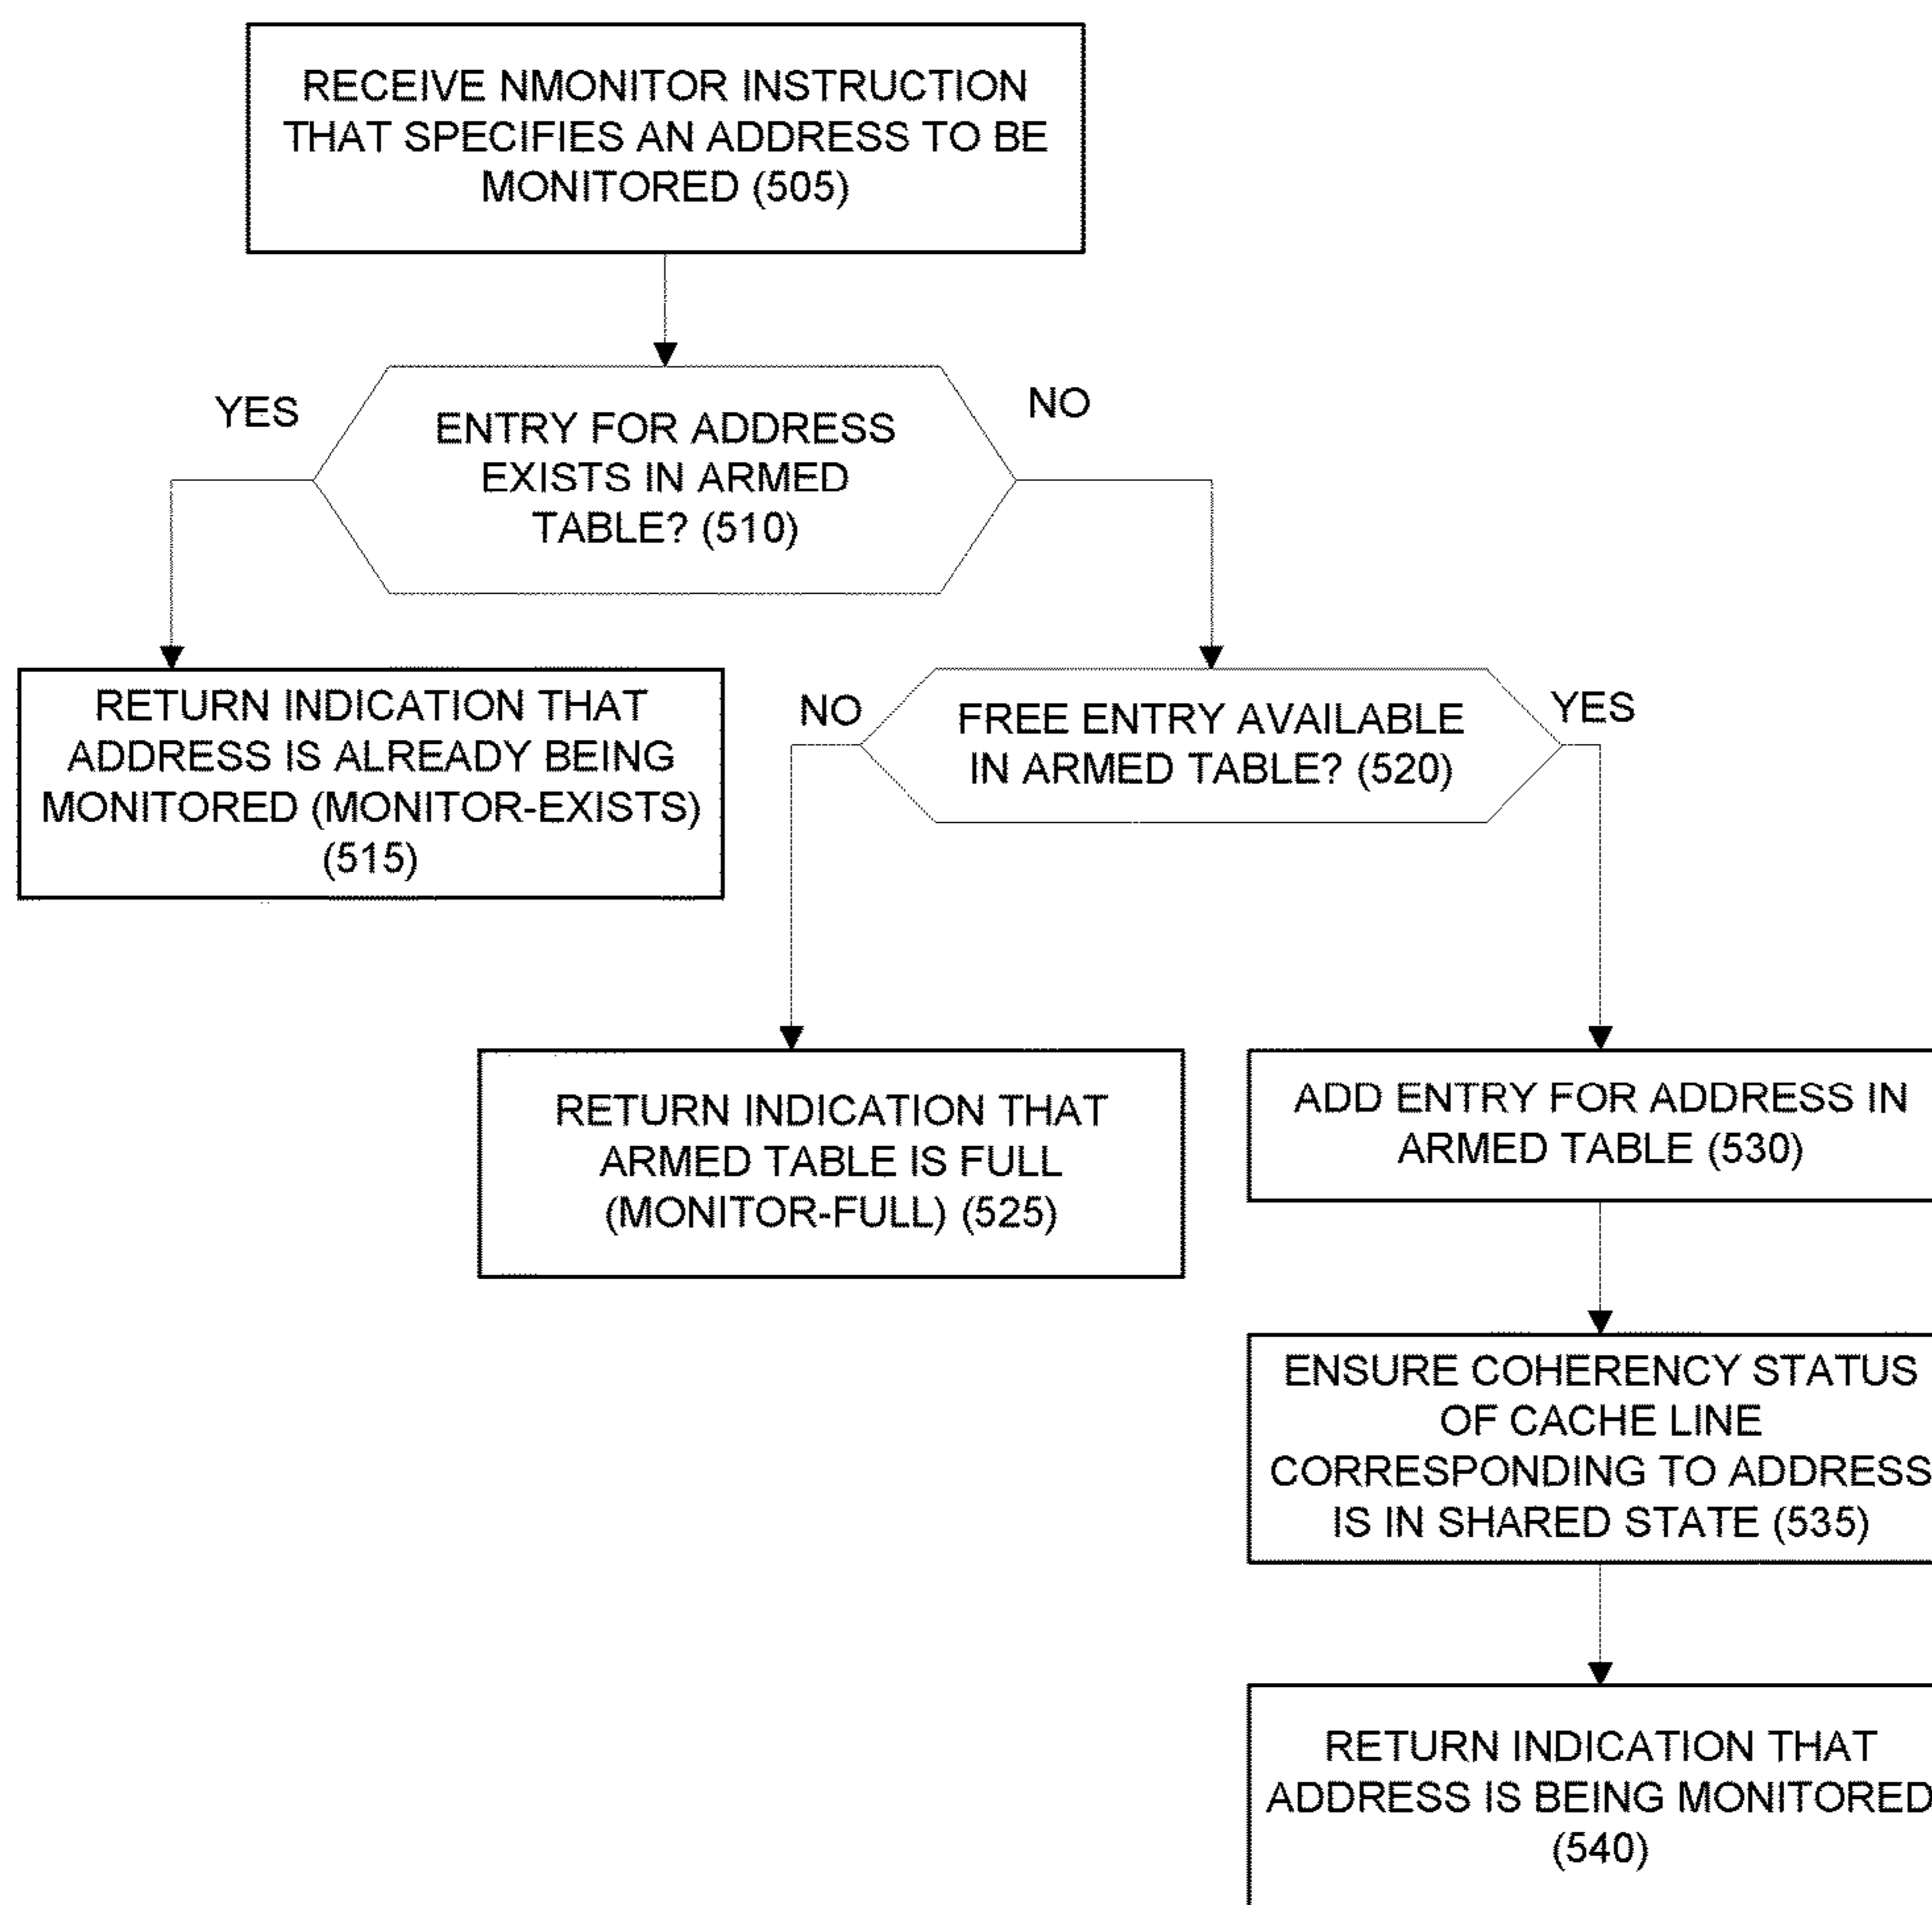 RECEIVE NMONITOR INSTRUCTION
THAT SPECIFIES AN ADDRESS TO BE
MONITORED (505)
YES
NO
ENTRY FOR ADDRESS
EXISTS IN ARMED
TABLE? (510)
RETURN INDICATION THAT
ADDRESS IS ALREADY BEING
MONITORED (MONITOR-EXISTS)
(515)
NO
FREE ENTRY AVAILABLE
IN ARMED TABLE? (520)
YES
RETURN INDICATION THAT
ARMED TABLE IS FULL
(MONITOR-FULL) (525)
ADD ENTRY FOR ADDRESS IN
ARMED TABLE (530)
ENSURE COHERENCY STATUS
OF CACHE LINE
CORRESPONDING TO ADDRESS
IS IN SHARED STATE (535)
RETURN INDICATION THAT
ADDRESS IS BEING MONITORED
(540)